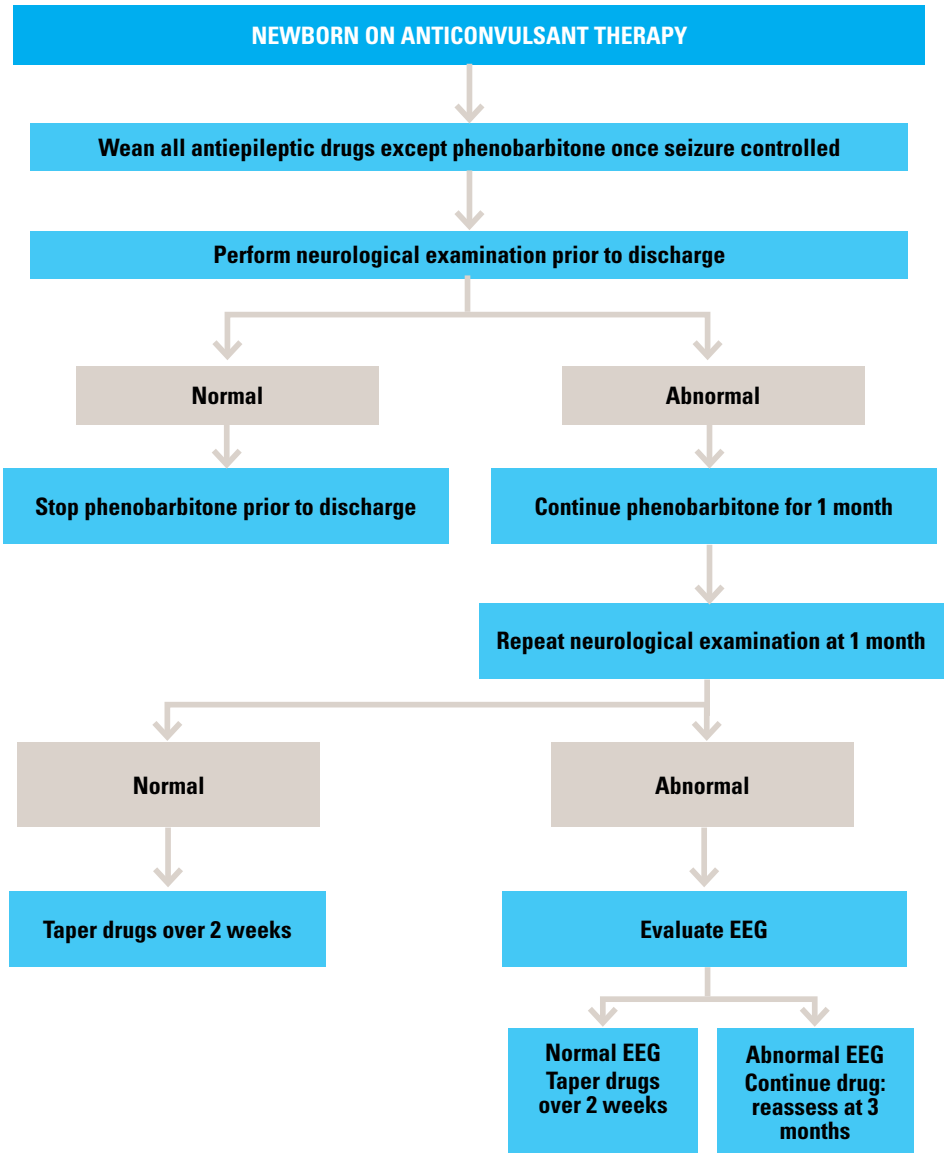 NEWBORN ON ANTICONVULSANT THERAPY
Wean all antiepileptic drugs except phenobarbitone once seizure controlled
Perform neurological examination prior to discharge
Normal
Abnormal
Stop phenobarbitone prior to discharge
Continue phenobarbitone for 1 month
Repeat neurological examination at 1 month
Normal
Abnormal
Taper drugs over 2 weeks
Evaluate EEG
Normal EEG
Taper drugs
over 2 weeks
Abnormal EEG
Continue drug:
reassess at 3
months